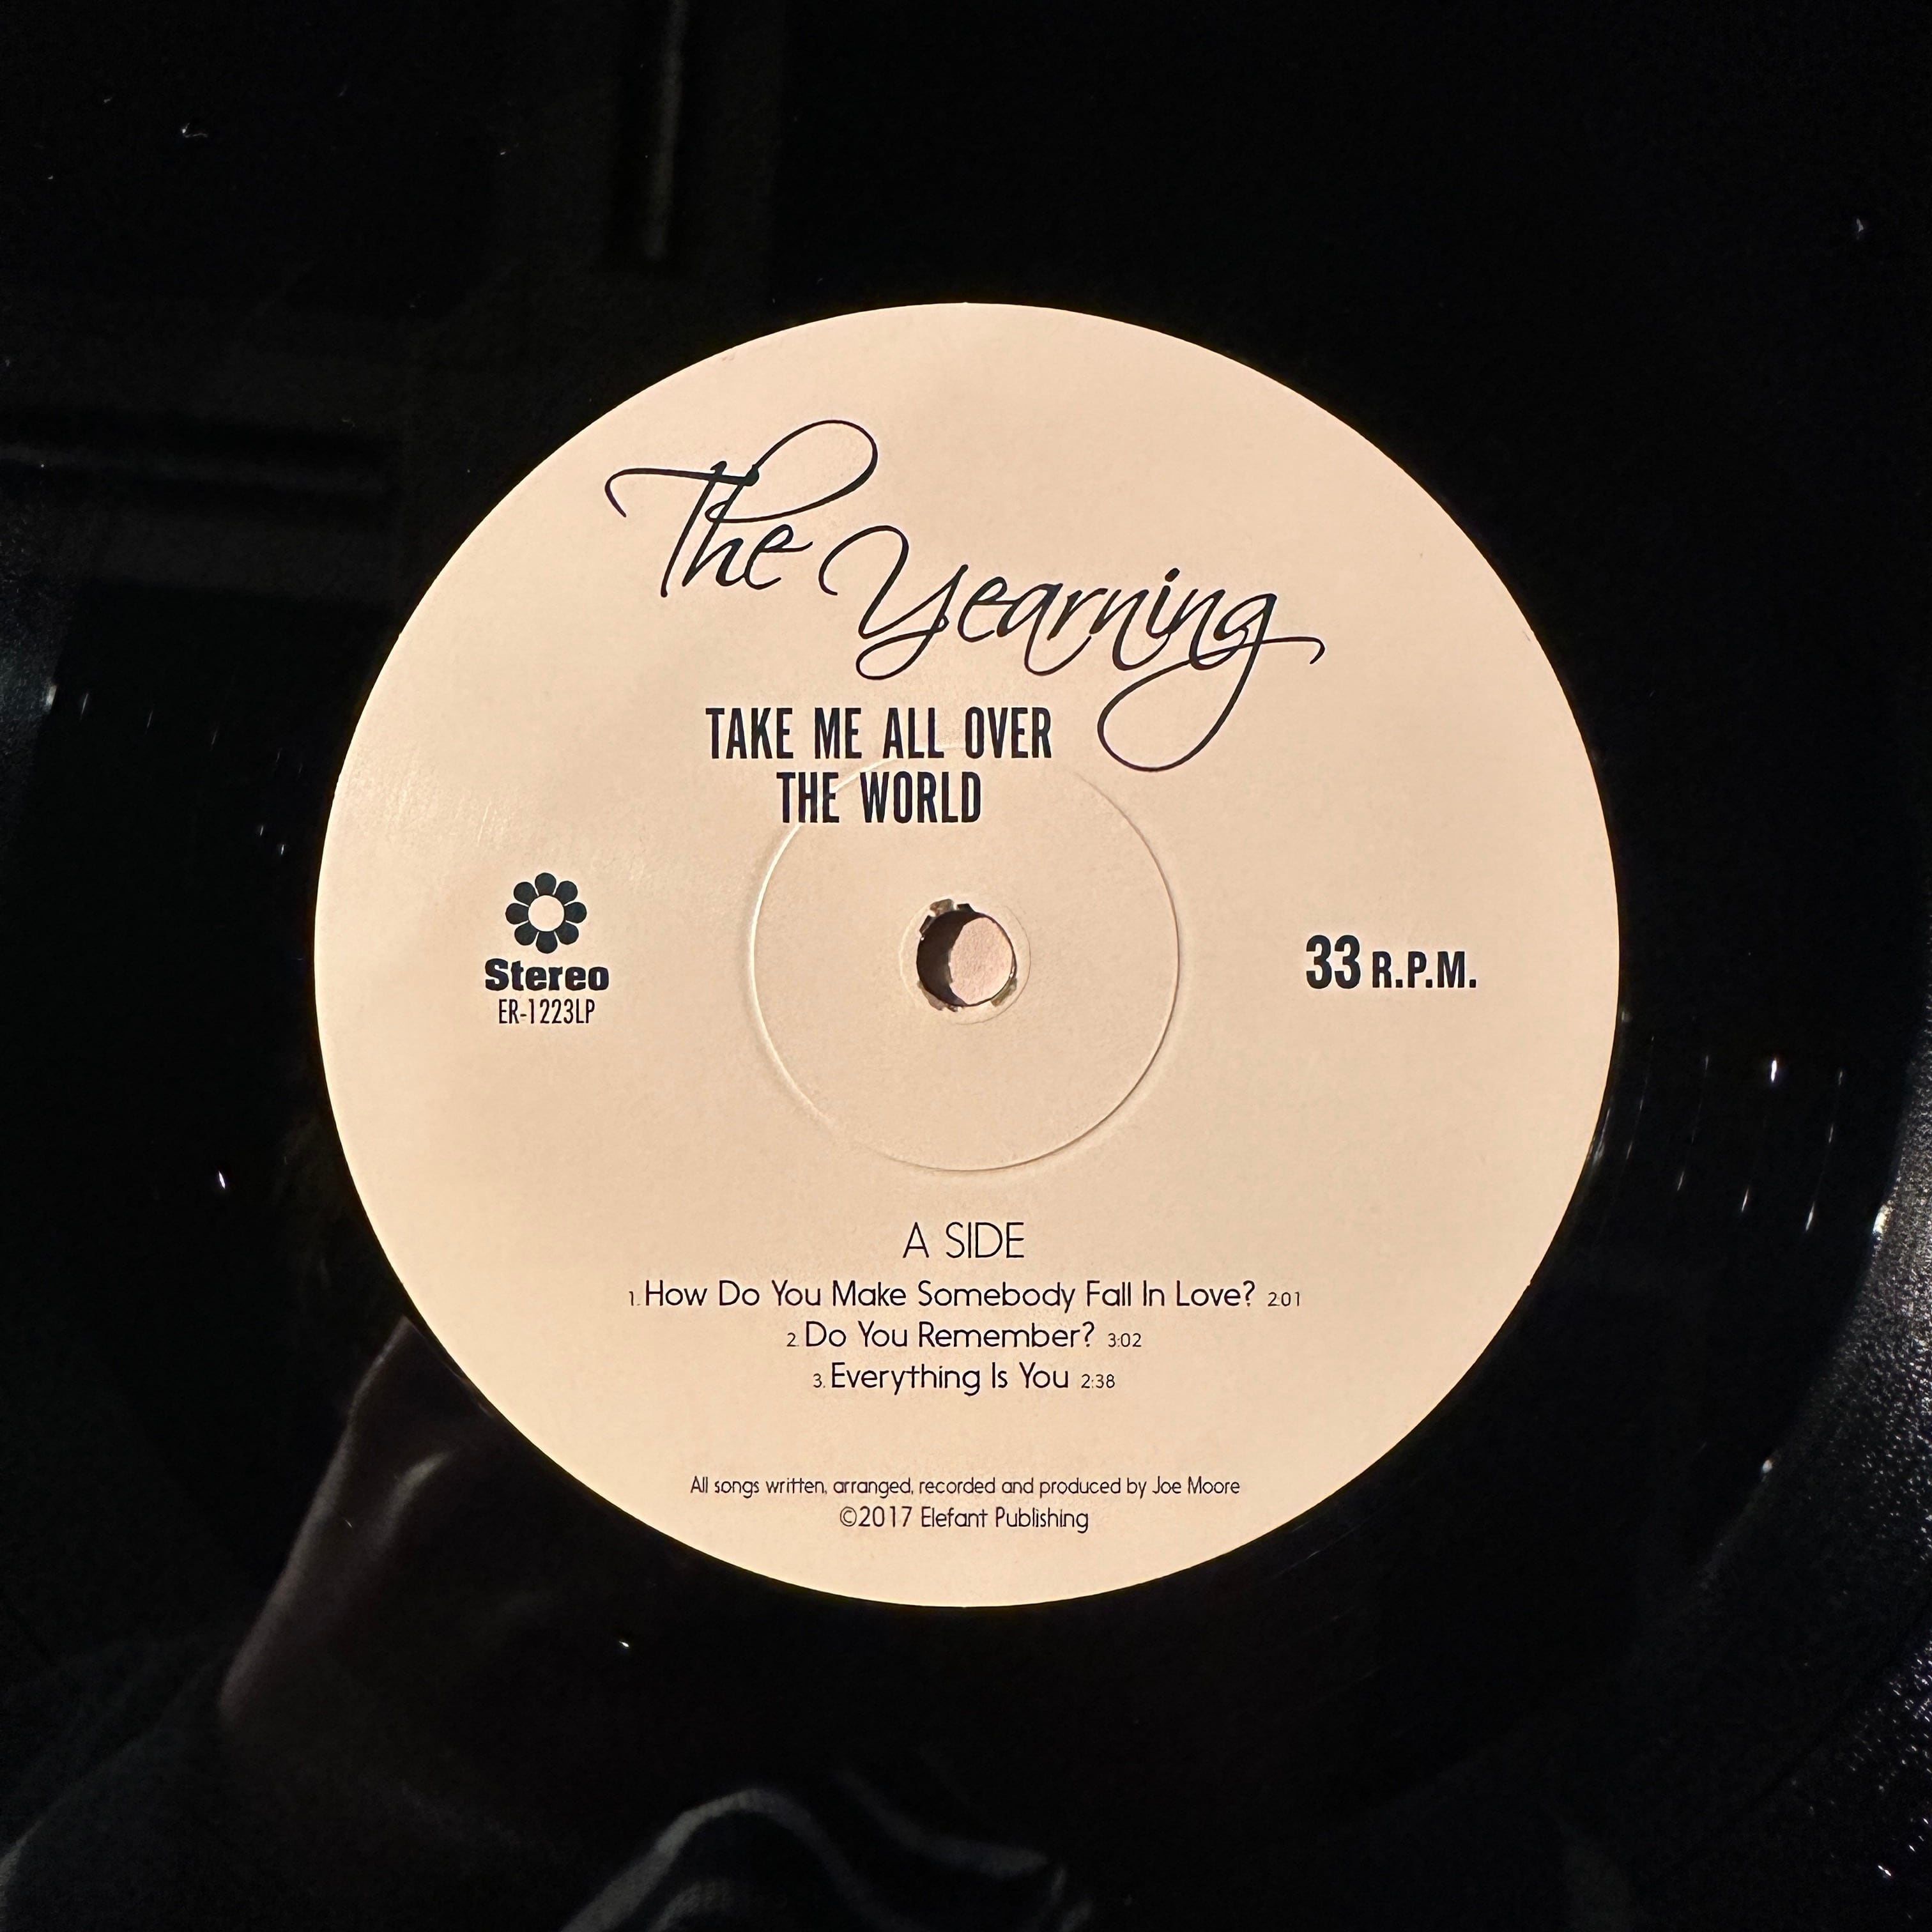 The Yearning
TAKE ME ALL OVER
THE WORLD
Stereo
ER-1223LP
33 R.P.M.
A SIDE
1. How Do You Make Somebody Fall In Love? 2:01
2. Do You Remember? 3:02
3. Everything Is You 2:38
All songs written, arranged, recorded and produced by Joe Moore
©2017 Elefant Publishing